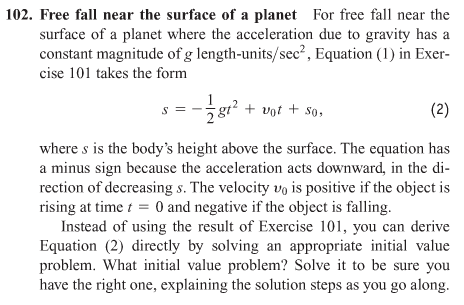 102. Free fall near the surface of a planet For free fall near the
surface of a planet where the acceleration due to gravity has a
constant magnitude of g length-units/sec², Equation (1) in Exer-
cise 101 takes the form
s = -1/2 gt² + v₀t + s₀, (2)
where s is the body's height above the surface. The equation has
a minus sign because the acceleration acts downward, in the di-
rection of decreasing s. The velocity v₀ is positive if the object is
rising at time t = 0 and negative if the object is falling.
Instead of using the result of Exercise 101, you can derive
Equation (2) directly by solving an appropriate initial value
problem. What initial value problem? Solve it to be sure you
have the right one, explaining the solution steps as you go along.